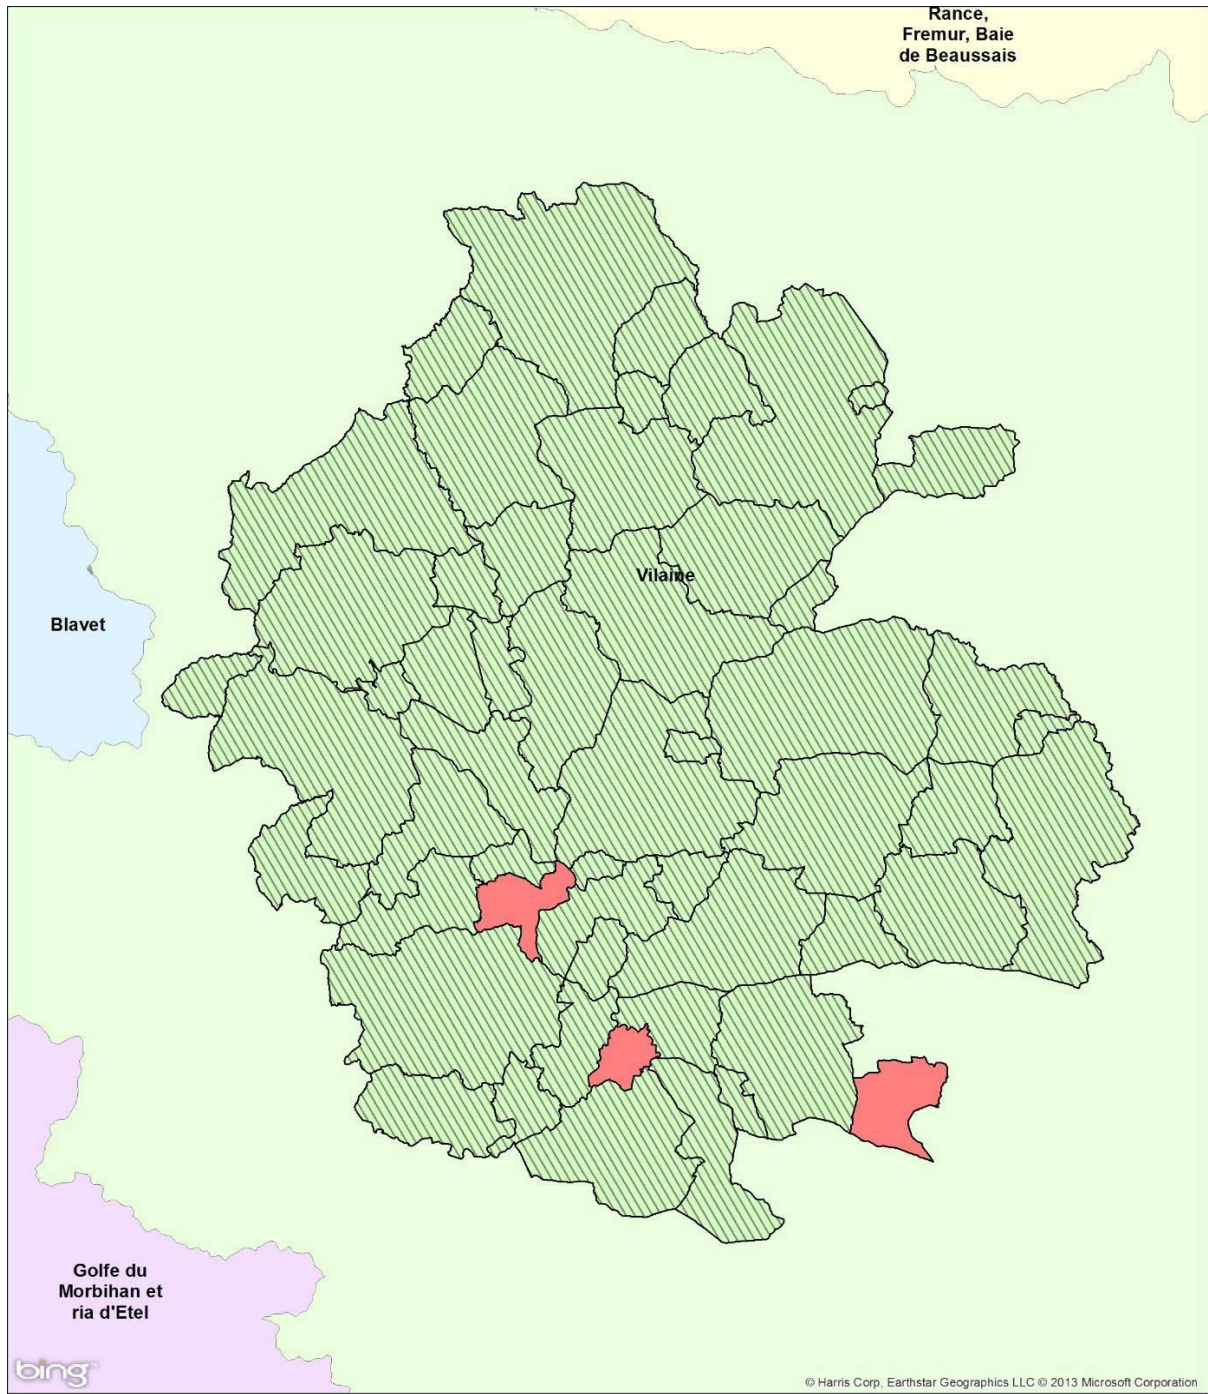 Rance,
Fremur, Baie
de Beaussais
Vilaine
Blavet
Golfe du
Morbihan et
ria d'Etel
bing™
© Harris Corp, Earthstar Geographics LLC © 2013 Microsoft Corporation